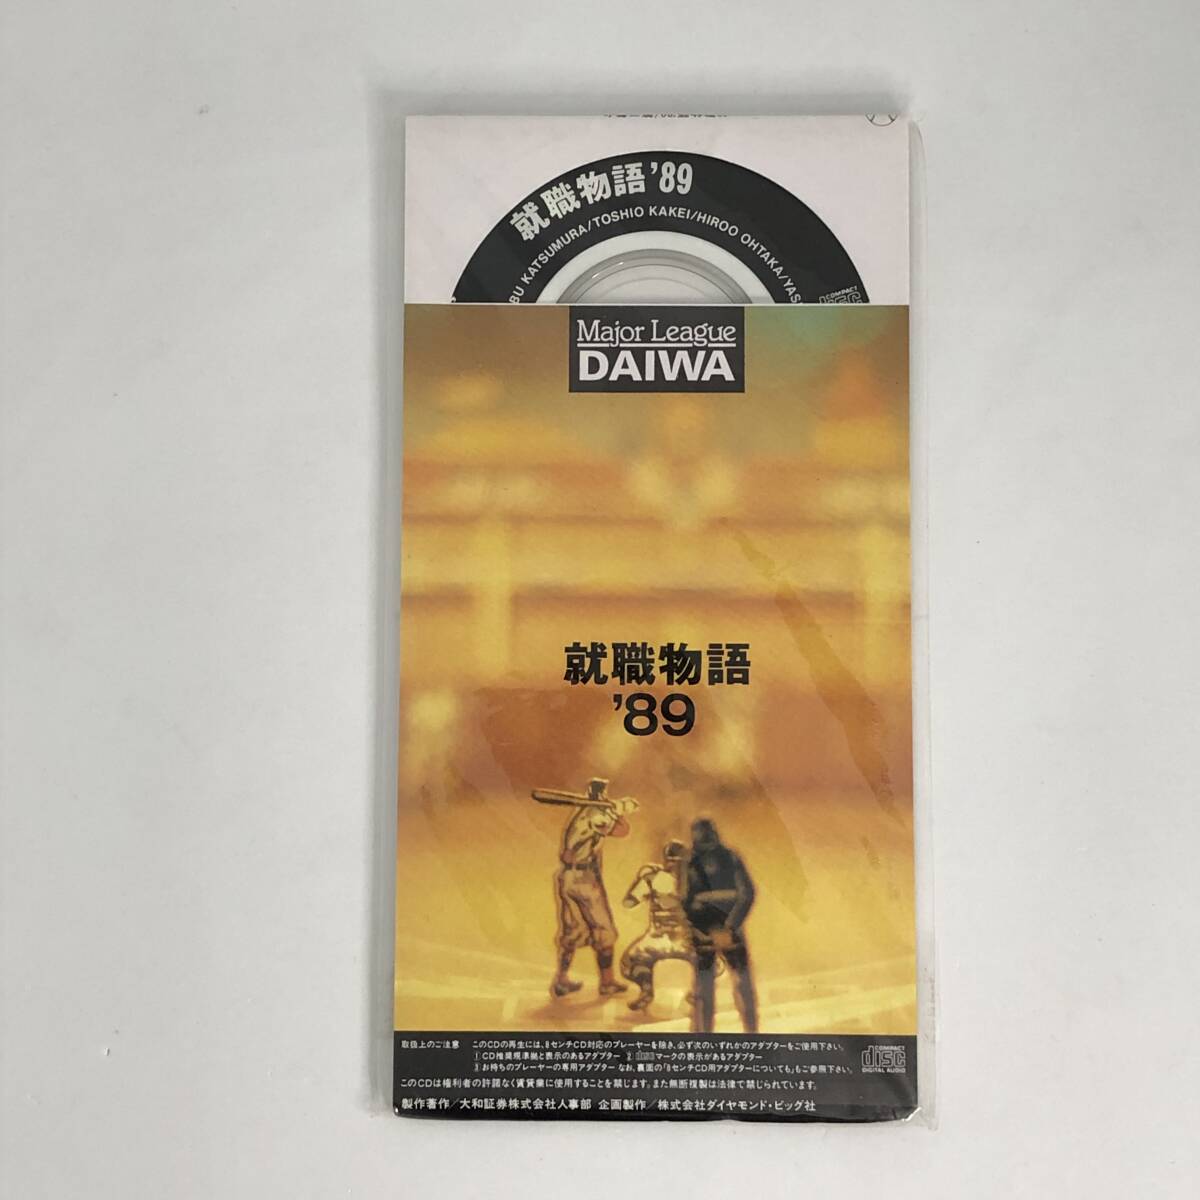 就職物語'89
KATSUMURA/TOSHIO KAKEI/HIROO OHTAKA/
COMPACT
Major League
DAIWA
就職物語
'89
取扱上のご注意 このCDの再生には、8センチCD対応のプレーヤーを除き、必ず次のいずれかのアダプターをご使用下さい。
①CD推奨規準拠と表示のあるアダプター ②discマークの表示があるアダプター
③お持ちのプレーヤーの専用アダプター なお、裏面の「8センチCD用アダプターについても」もご参照下さい。
COMPACT
disc
DIGITAL AUDIO
このCDは権利者の許諾なく賃貸業に使用することを禁じます。また無断複製は法律で禁じられています。
製作著作/大和証券株式会社人事部 企画製作/株式会社ダイヤモンド・ビッグ社